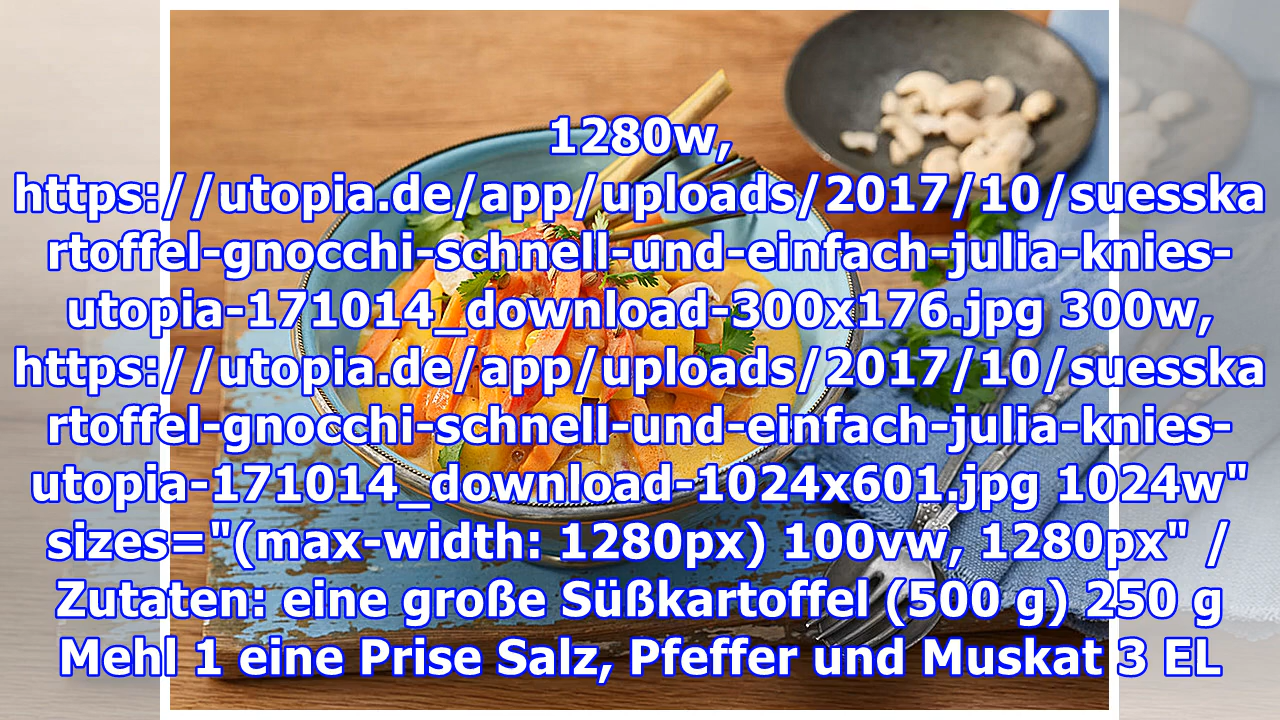 1280w,
https://utopia.de/app/uploads/2017/10/suesska
rtoffel-gnocchi-schnell-und-einfach-julia-knies-
utopia-171014_download-300x176.jpg 300w,
https://utopia.de/app/uploads/2017/10/suesska
rtoffel-gnocchi-schnell-und-einfach-julia-knies-
utopia-171014_download-1024x601.jpg 1024w"
sizes="(max-width: 1280px) 100vw, 1280px" /
Zutaten: eine große Süßkartoffel (500 g) 250 g
Mehl 1 eine Prise Salz, Pfeffer und Muskat 3 EL